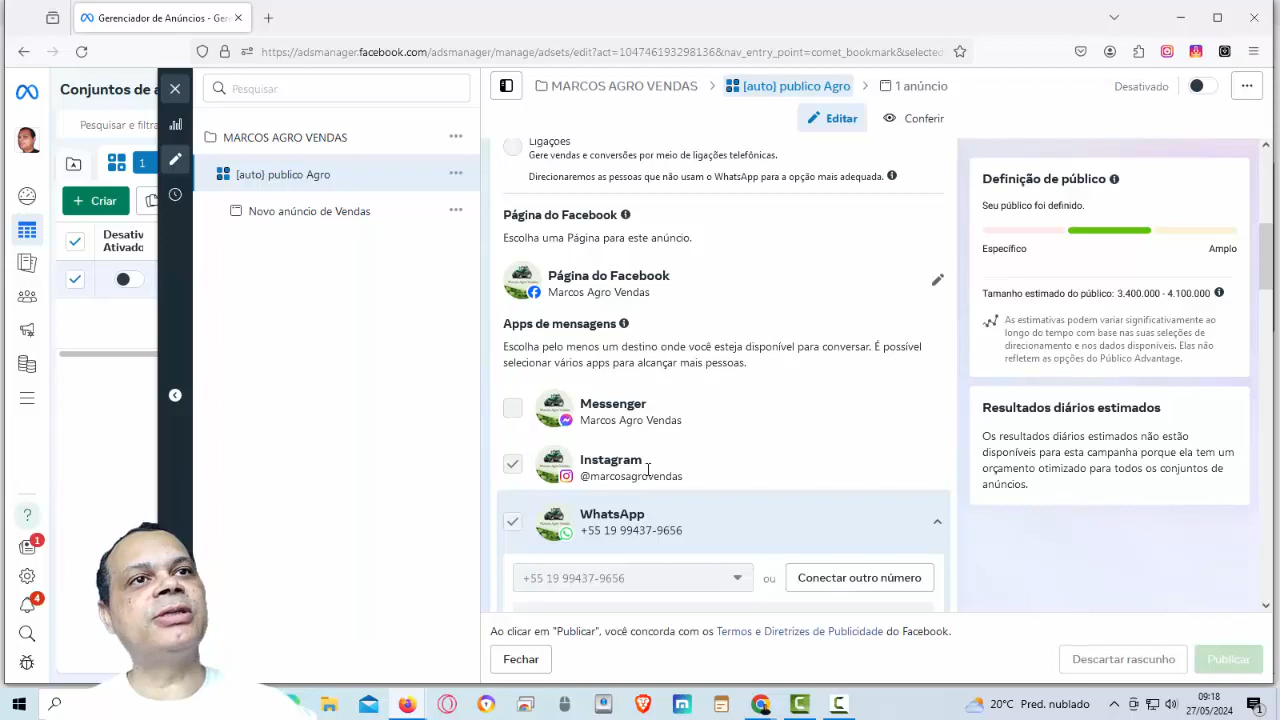 Gerenciador de Anúncios - Ger
https://adsmanager.facebook.com/adsmanager/manage/adsets/edit?act=1047461932981368&nav_entry_point=comet_bookmark&selected
Conjuntos de a
Pesquisar e filtra
1
+ Criar
Desativ
Ativado
Pesquisar
MARCOS AGRO VENDAS
[auto] publico Agro
Novo anúncio de Vendas
MARCOS AGRO VENDAS
[auto] publico Agro
1 anúncio
Desativado
Editar
Conferir
Ligações
Gere vendas e conversões por meio de ligações telefônicas.
Direcionaremos as pessoas que não usam o WhatsApp para a opção mais adequada.
Página do Facebook
Escolha uma Página para este anúncio.
Página do Facebook
Marcos Agro Vendas
Apps de mensagens
Escolha pelo menos um destino onde você esteja disponível para conversar. É possível
selecionar vários apps para alcançar mais pessoas.
Messenger
Marcos Agro Vendas
Instagram
@marcosagrovendas
WhatsApp
+55 19 99437-9656
+55 19 99437-9656
ou
Conectar outro número
Definição de público
Seu público foi definido.
Específico
Amplo
Tamanho estimado do público: 3.400.000 - 4.100.000
As estimativas podem variar significativamente ao
longo do tempo com base nas suas seleções de
direcionamento e nos dados disponíveis. Elas não
refletem as opções do Público Advantage.
Resultados diários estimados
Os resultados diários estimados não estão
disponíveis para esta campanha porque ela tem um
orçamento otimizado para todos os conjuntos de
anúncios.
Ao clicar em "Publicar", você concorda com os Termos e Diretrizes de Publicidade do Facebook.
Fechar
Descartar rascunho
Publicar
1
4
20°C Pred. nublado
09:18
27/05/2024
1